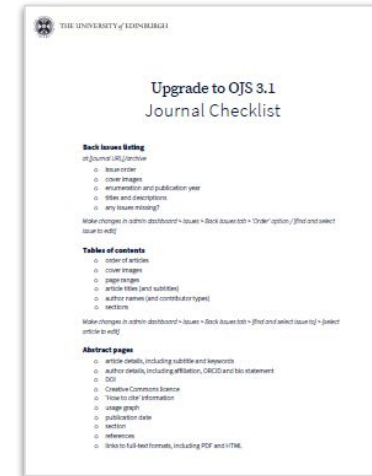 THE UNIVERSITY of EDINBURGH
Upgrade to OJS 3.1
Journal Checklist
Back issues listing
at [journal URL]/archive
o issue order
o cover images
o enumeration and publication year
o titles and descriptions
o any issues missing?
Make changes in admin dashboard > Issues > Back Issues tab > 'Order' option / [find and select
issue to edit]
Tables of contents
o order of articles
o cover images
o page ranges
o article titles (and subtitles)
o author names (and contributor types)
o sections
Make changes in admin dashboard > Issues > Back Issues tab > [find and select issue to] > [select
article to edit]
Abstract pages
o article details, including subtitle and keywords
o author details, including affiliation, ORCID and bio statement
o DOI
o Creative Commons licence
o 'How to cite' information
o usage graph
o publication date
o section
o references
o links to full-text formats, including PDF and HTML